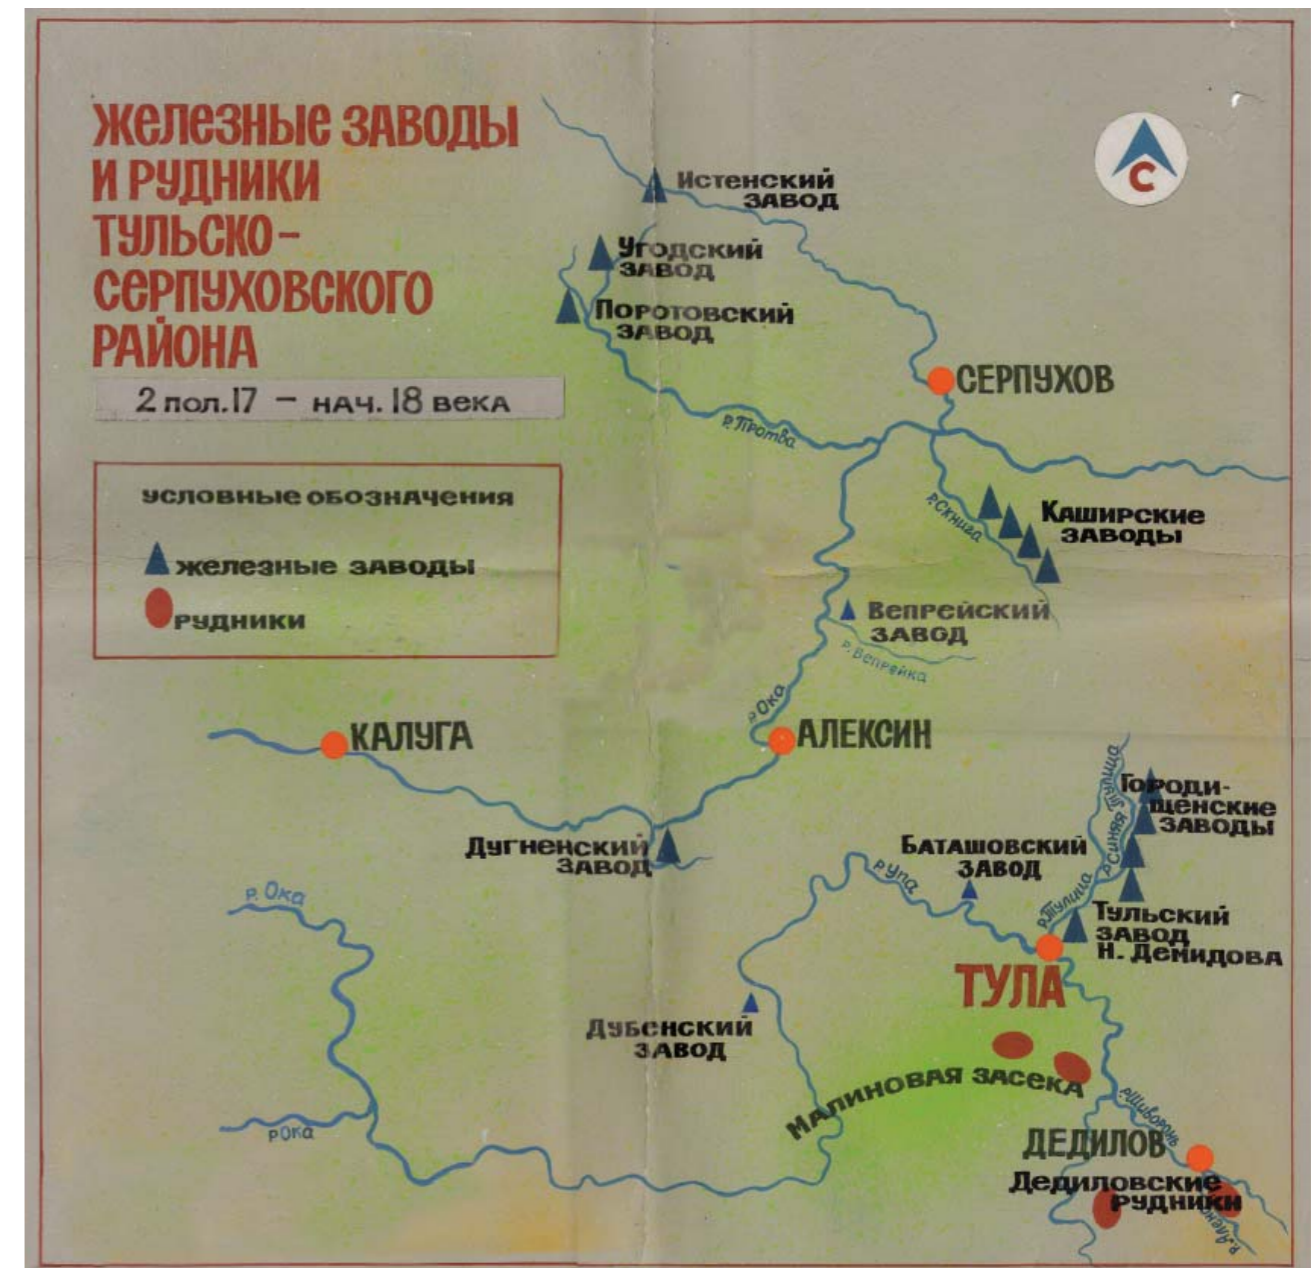 ЖЕЛЕЗНЫЕ ЗАВОДЫ
И РУДНИКИ
ТУЛЬСКО-
СЕРПУХОВСКОГО
РАЙОНА
2 пол. 17 – нач. 18 века
УСЛОВНЫЕ ОБОЗНАЧЕНИЯ
железные заводы
рудники
С
Истенский
завод
Угодский
завод
Поротовский
завод
СЕРПУХОВ
р. Протва
р. Скнига
Каширские
заводы
Вепрейский
завод
р. Вепрейка
р. Ока
КАЛУГА
АЛЕКСИН
Дугненский
завод
р. Синяя Тулица
Городи-
щенские
заводы
Баташовский
завод
р. Упа
р. Тулица
Тульский
завод
Н. Демидова
р. Ока
ТУЛА
Дубенский
завод
Малиновая засека
р. Шиворонь
р Ока
ДЕДИЛОВ
Дедиловские
рудники